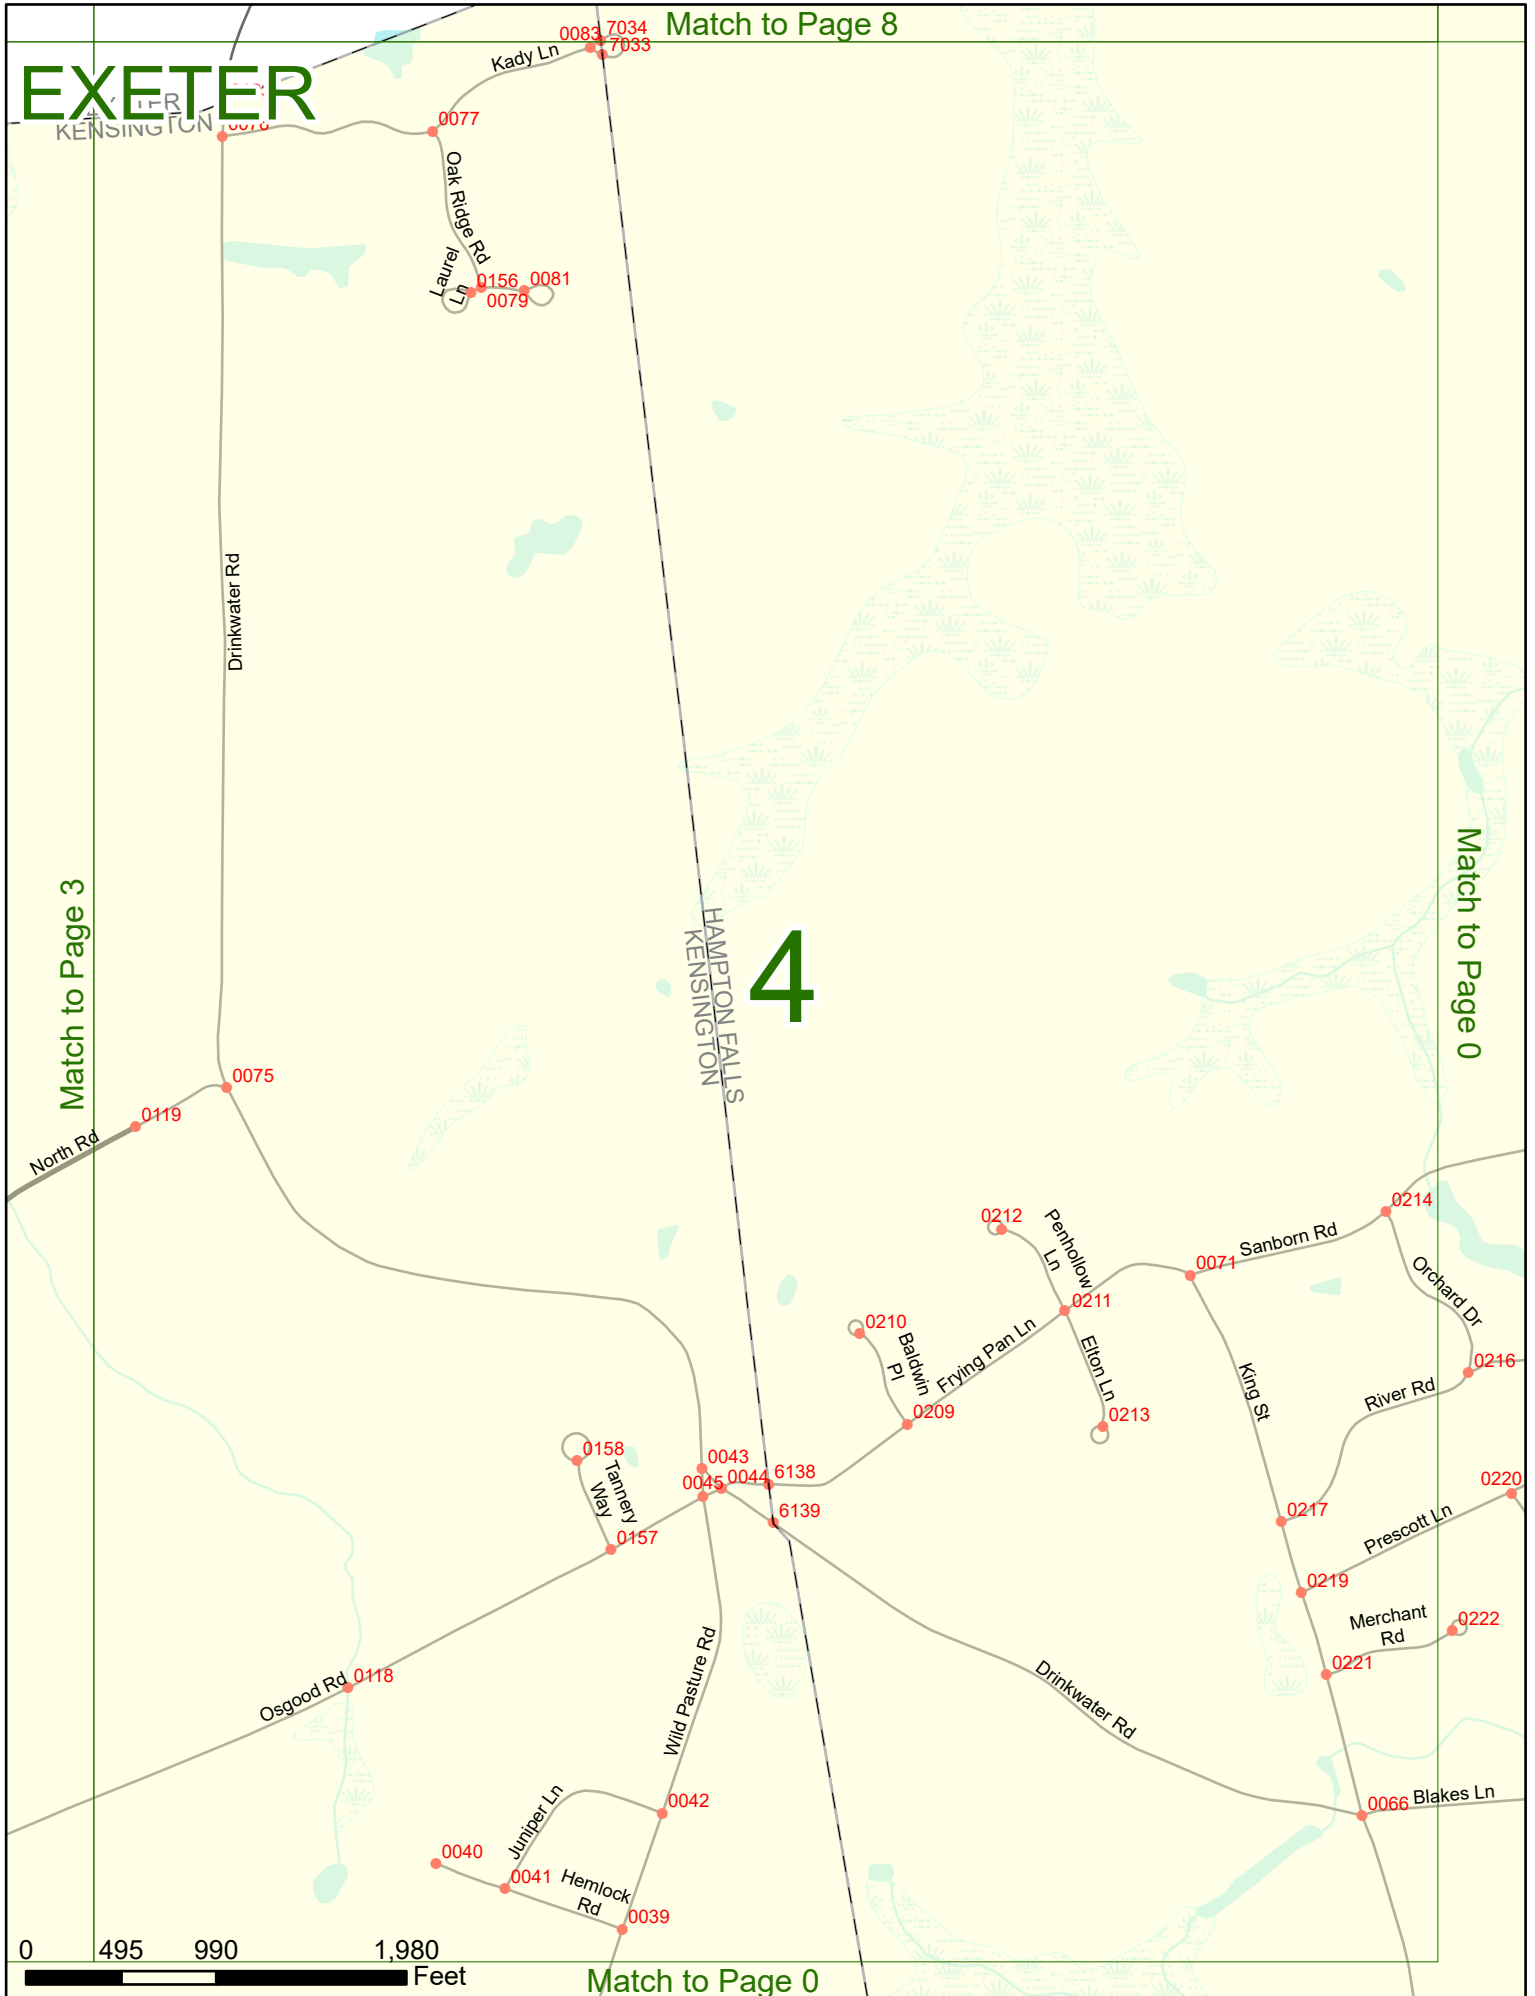 Match to Page 8
7034
0083
7033
Kady Ln
EXETER
KENSINGTON
0077
Oak Ridge Rd
Laurel
Ln
0156
0081
0079
Drinkwater Rd
Match to Page 3
Match to Page 0
HAMPTON FALLS
KENSINGTON
4
0075
0119
North Rd
0212
Penhollow
Ln
Sanborn Rd
0214
0071
Orchard Dr
0211
0210
Baldwin
Pl
Frying Pan Ln
Elton Ln
King St
River Rd
0216
0209
0213
0158
Tannery
Way
0043
0045
0044
6138
6139
0220
0217
Prescott Ln
0157
0219
Merchant
Rd
0222
0221
Osgood Rd
0118
Wild Pasture Rd
Drinkwater Rd
Juniper Ln
0042
0066
Blakes Ln
0040
0041
Hemlock
Rd
0039
0 495 990 1,980
Feet
Match to Page 0